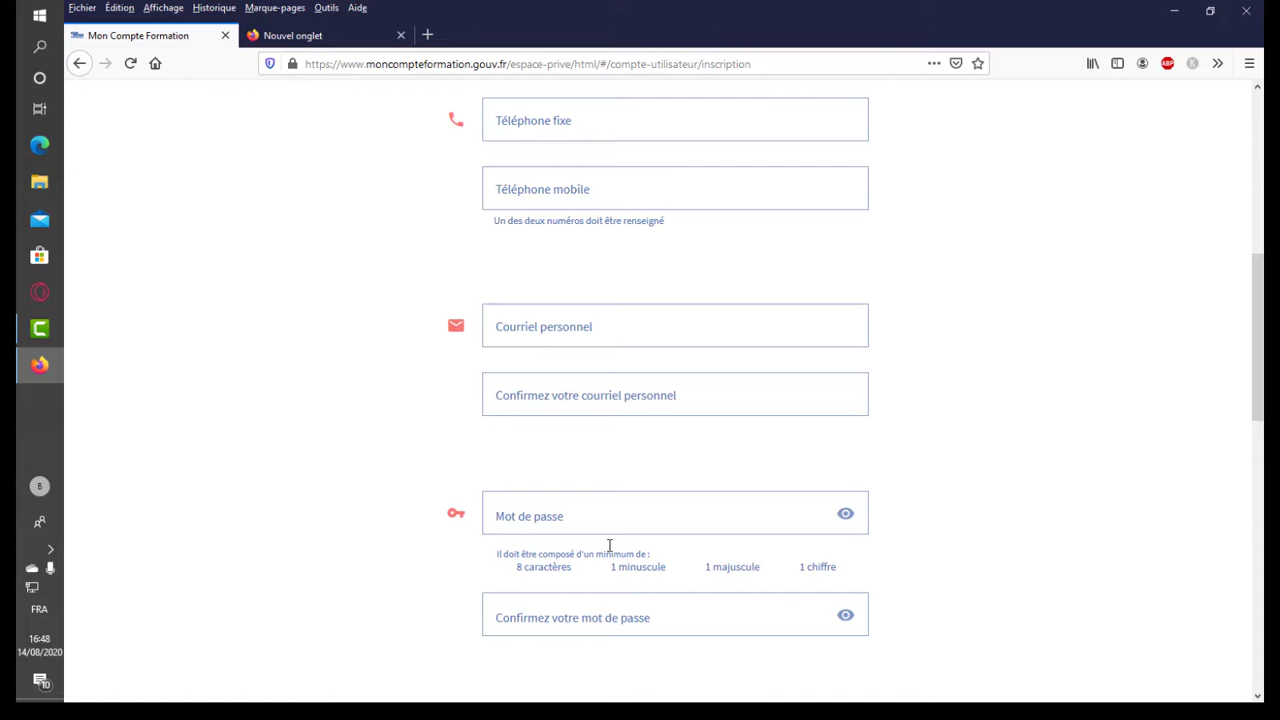 Fichier Édition Affichage Historique Marque-pages Outils Aide
Mon Compte Formation
Nouvel onglet
https://www.moncompteformation.gouv.fr/espace-prive/html/#/compte-utilisateur/inscription
ABP
K
Téléphone fixe
Téléphone mobile
Un des deux numéros doit être renseigné
Courriel personnel
Confirmez votre courriel personnel
Mot de passe
Il doit être composé d'un minimum de :
8 caractères 1 minuscule 1 majuscule 1 chiffre
Confirmez votre mot de passe
B
FRA
16:48
14/08/2020
10